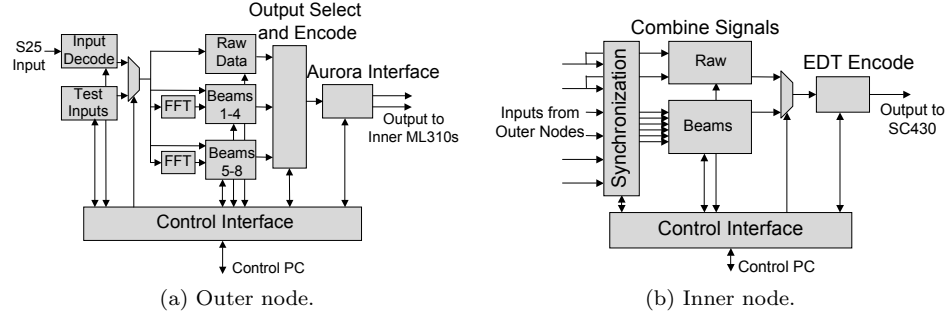 Output Select
and Encode
S25
Input
Input
Decode
Test
Inputs
FFT
FFT
Raw
Data
Beams
1-4
Beams
5-8
Aurora Interface
Output to
Inner ML310s
Control Interface
Control PC
(a) Outer node.
Combine Signals
Inputs from
Outer Nodes
Synchronization
Raw
Beams
EDT Encode
Output to
SC430
Control Interface
Control PC
(b) Inner node.